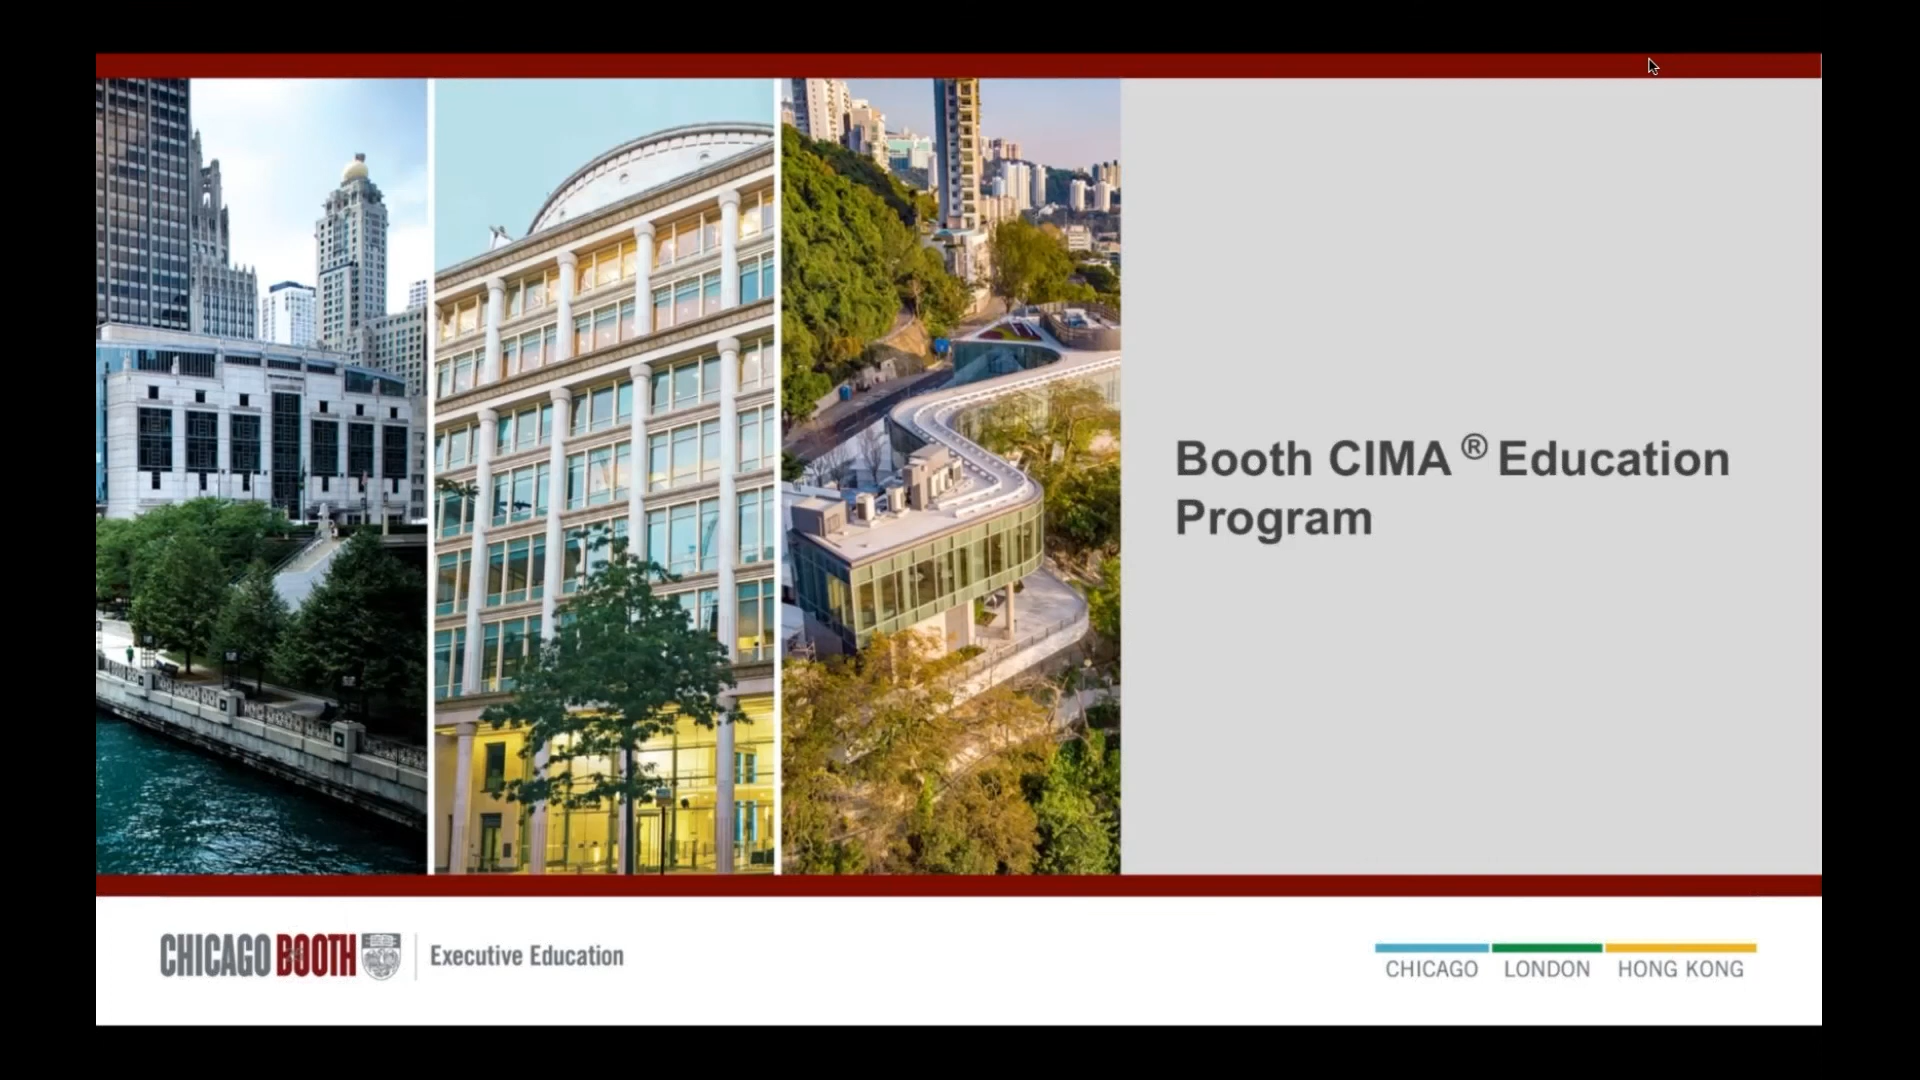 Booth CIMA ® Education
Program
CHICAGO BOOTH Executive Education
CHICAGO LONDON HONG KONG